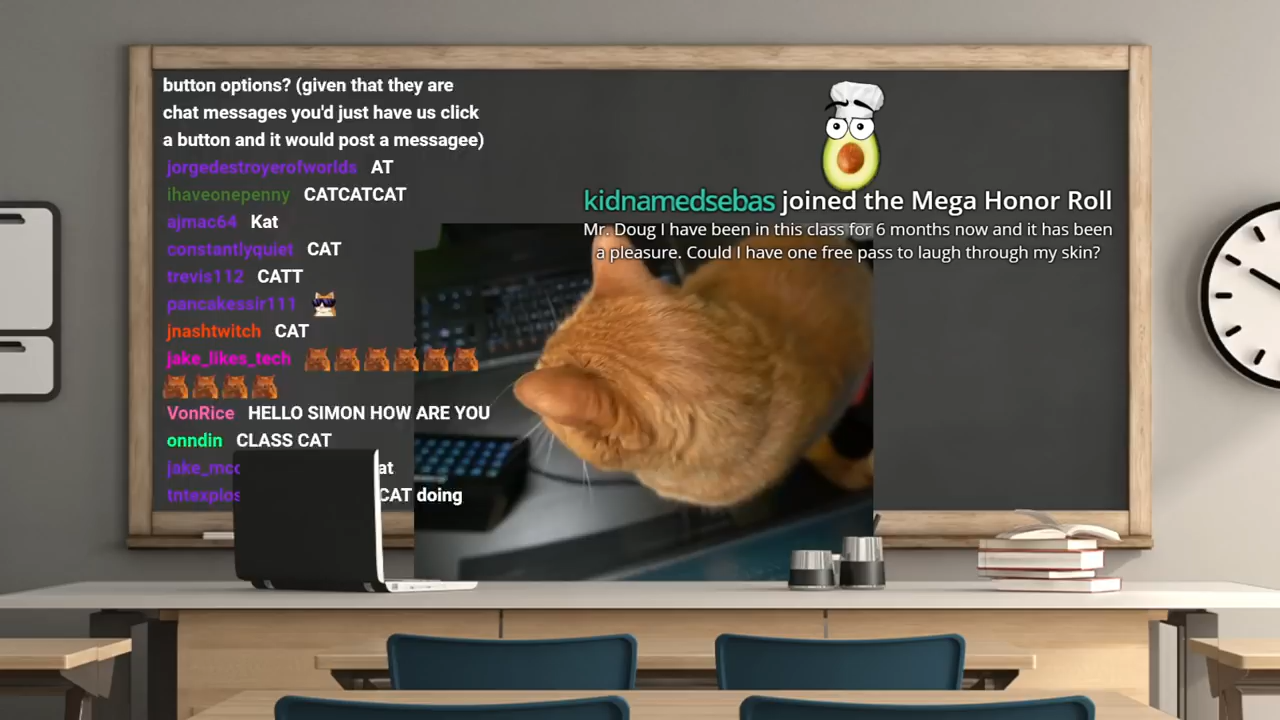 button options? (given that they are
chat messages you'd just have us click
a button and it would post a messagee)
jorgedestroyerofworlds AT
ihaveonepenny CATCATCAT
ajmac64 Kat
constantlyquiet CAT
trevis112 CATT
pancakessir111
jnashtwitch CAT
jake_likes_tech
VonRice HELLO SIMON HOW ARE YOU
onndin CLASS CAT
CAT doing
kidnamedsebas joined the Mega Honor Roll
Mr. Doug I have been in this class for 6 months now and it has been
a pleasure. Could I have one free pass to laugh through my skin?